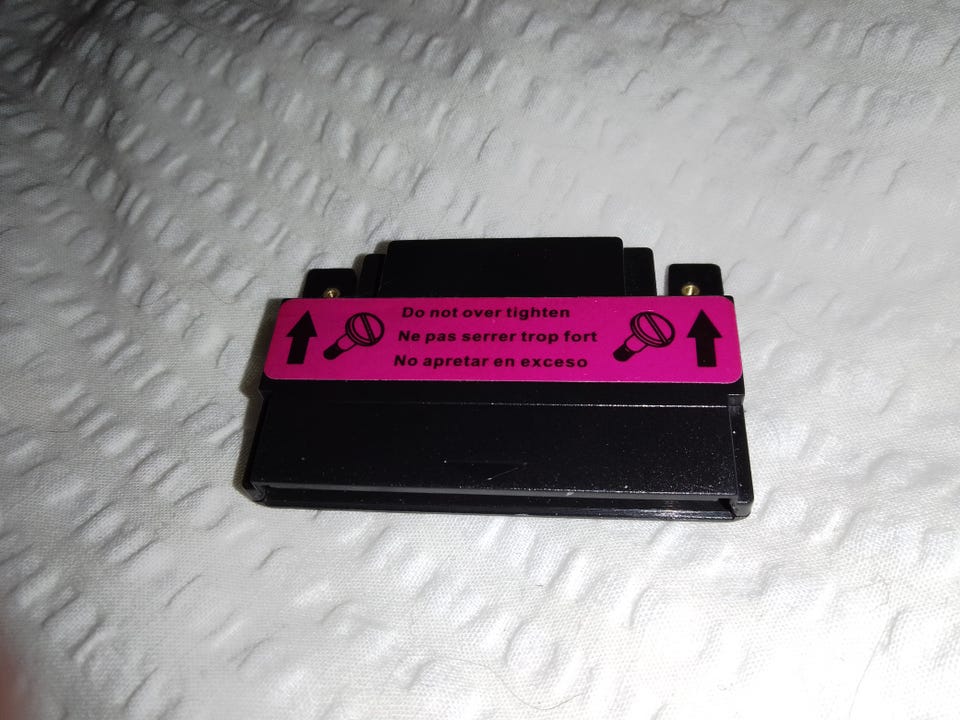 Do not over tighten
Ne pas serrer trop fort
No apretar en exceso